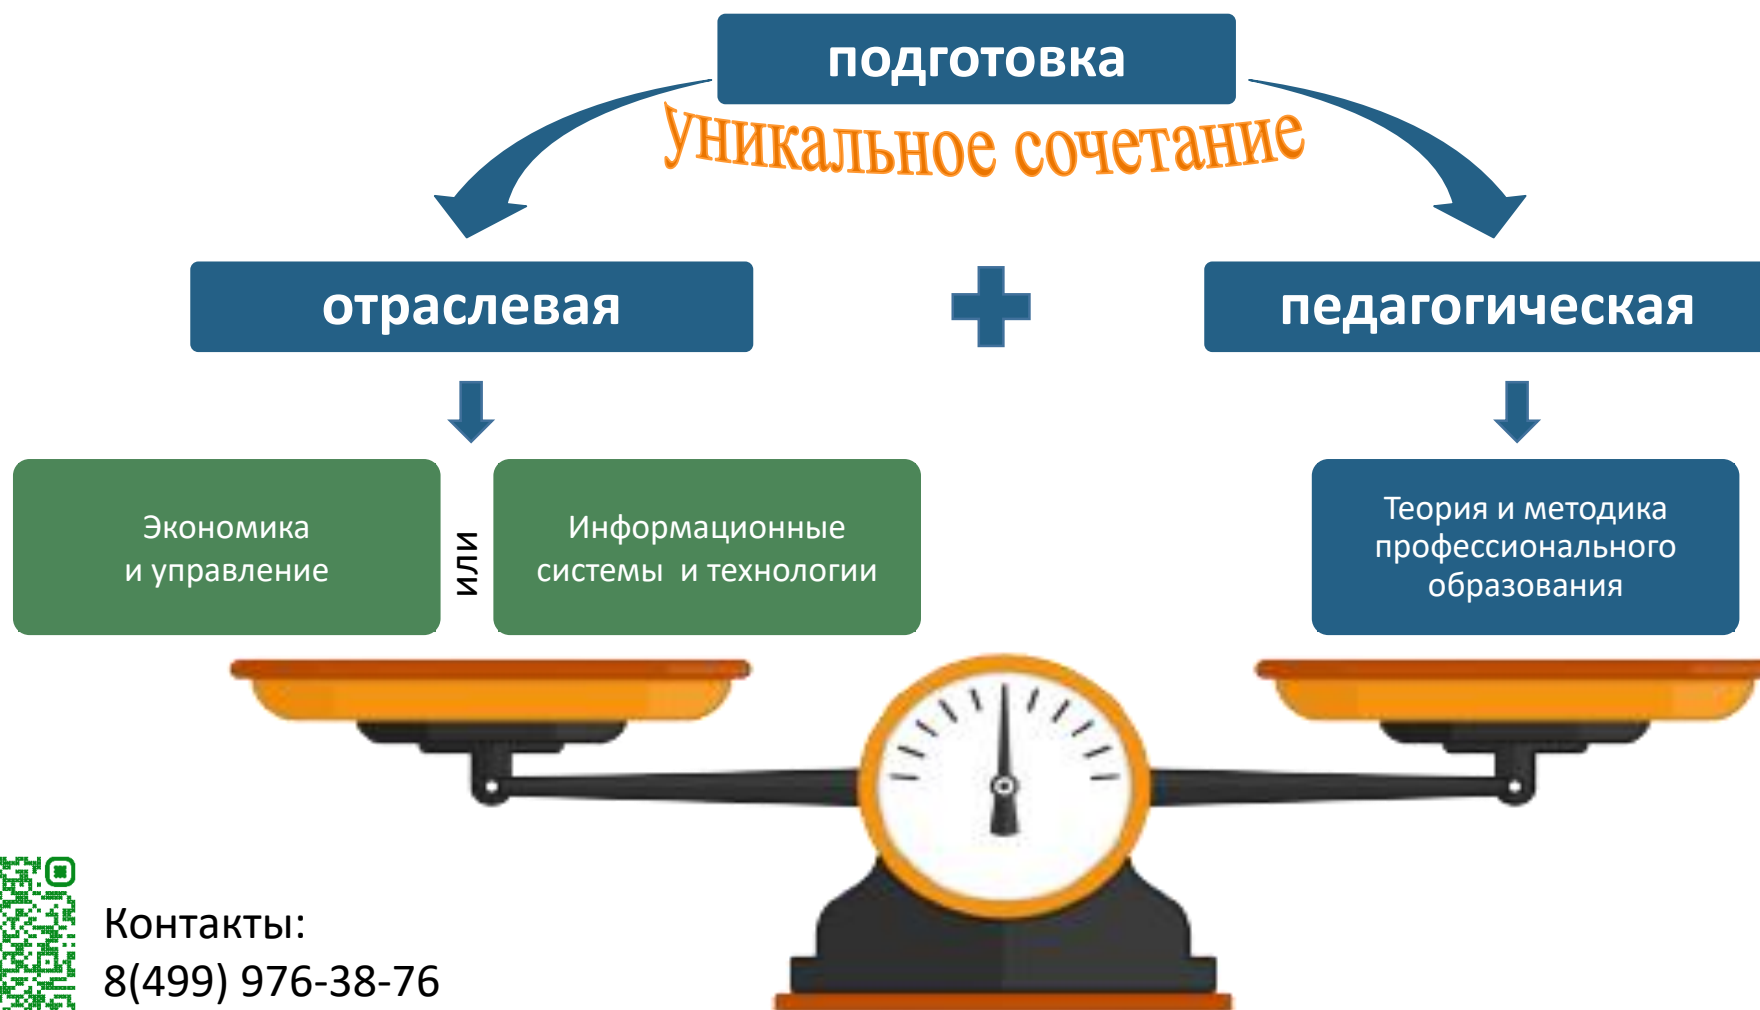 подготовка
уникальное сочетание
отраслевая
педагогическая
Экономика
и управление
или
Информационные
системы и технологии
Теория и методика
профессионального
образования
Контакты:
8(499) 976-38-76